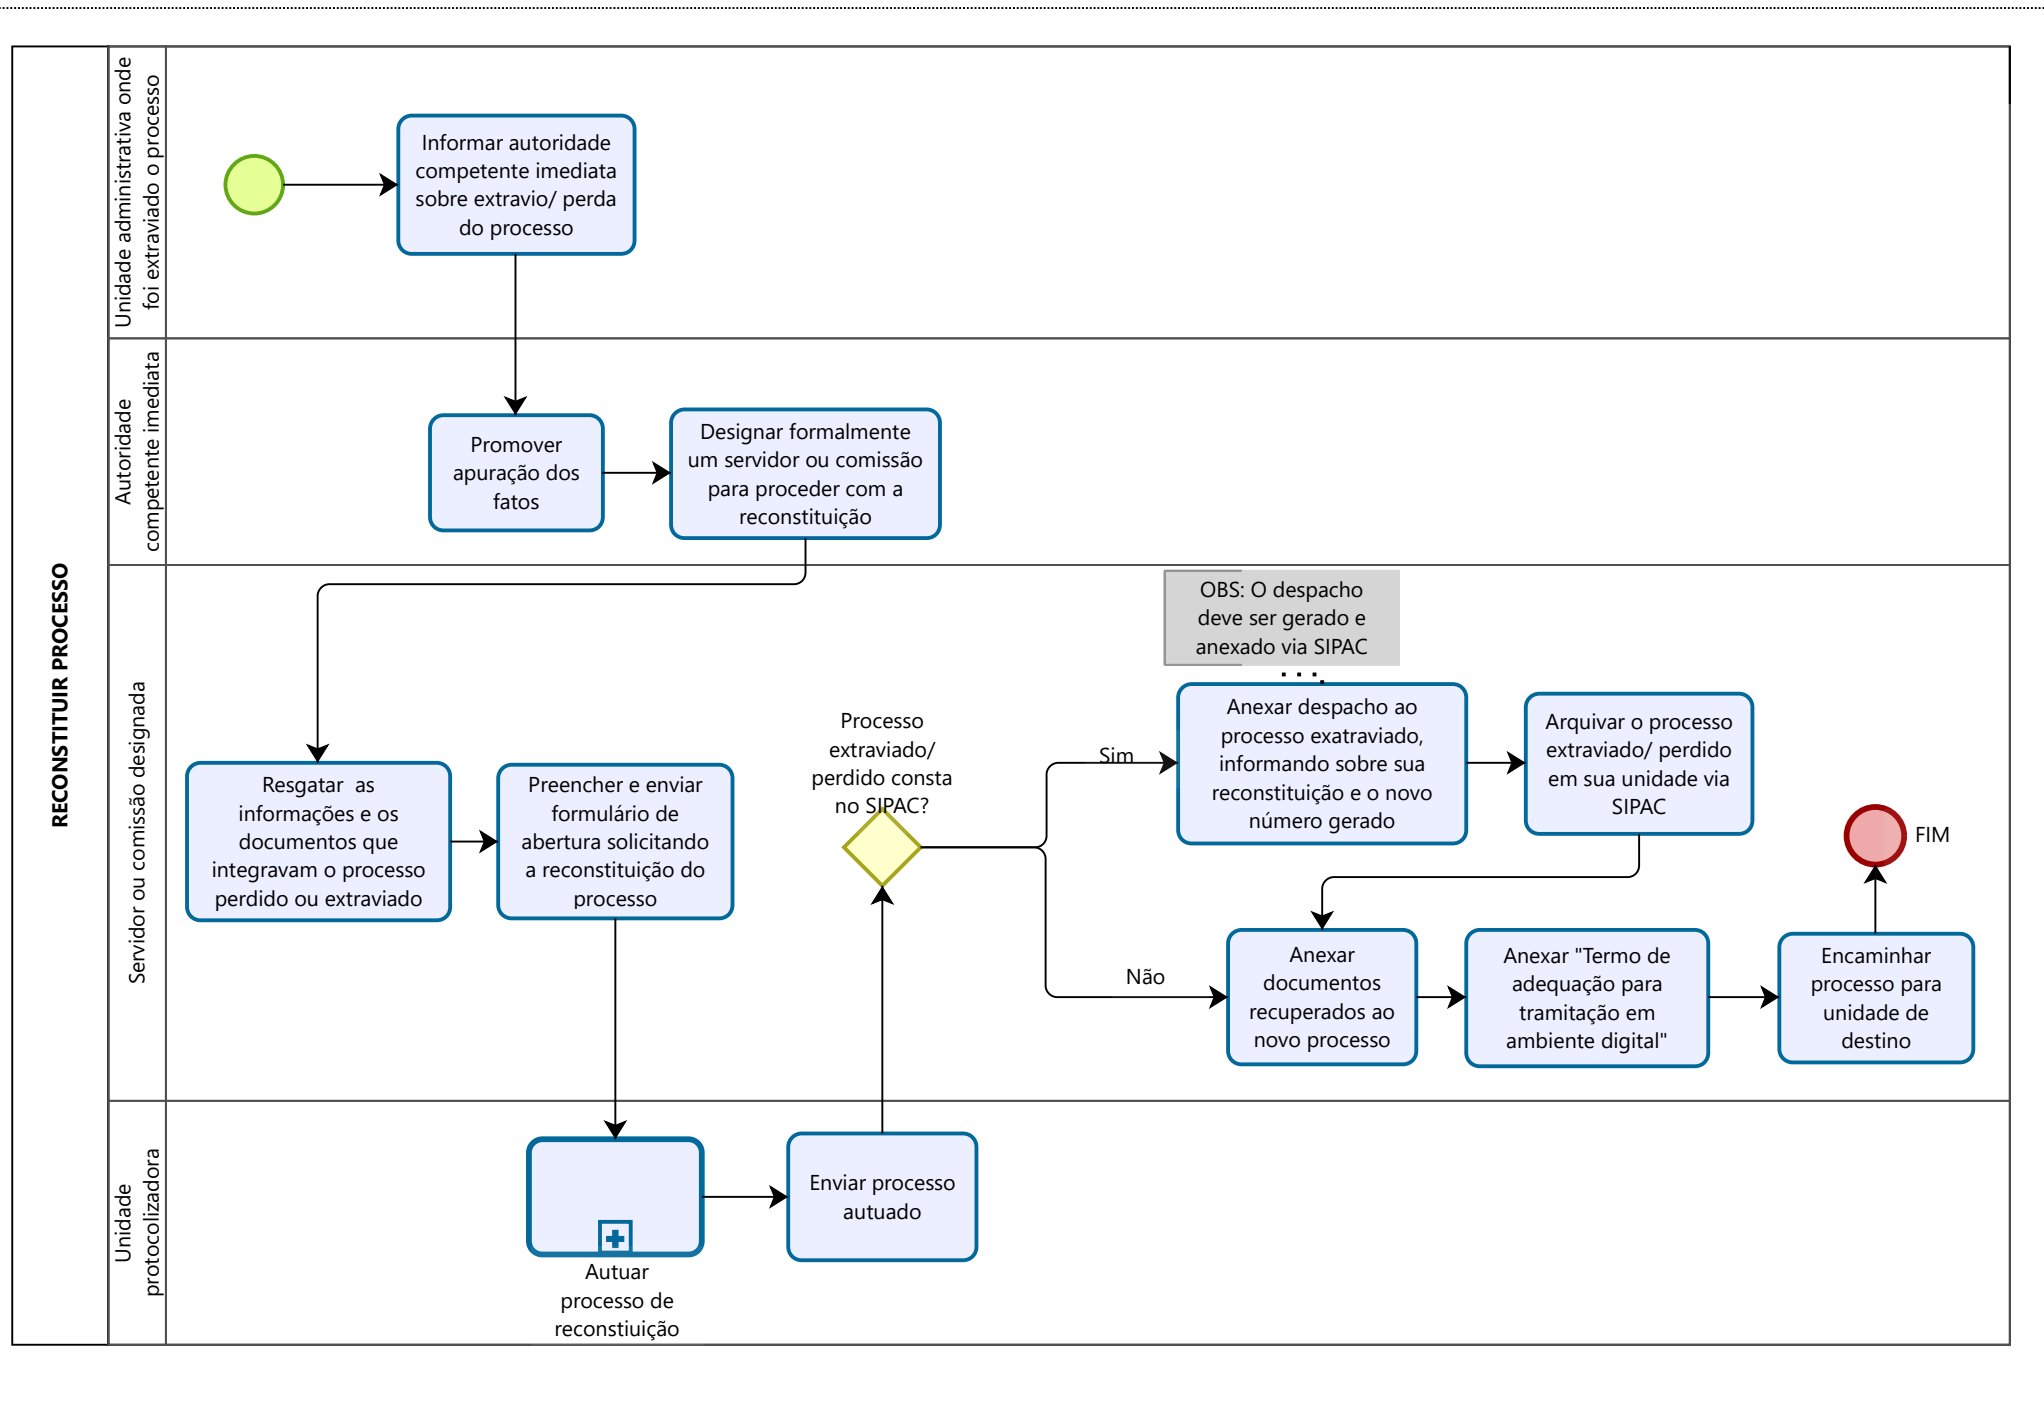 RECONSTITUIR PROCESSO
Unidade administrativa onde
foi extraviado o processo
Informar autoridade
competente imediata
sobre extravio/ perda
do processo
Autoridade
competente imediata
Promover
apuração dos
fatos
Designar formalmente
um servidor ou comissão
para proceder com a
reconstituição
Servidor ou comissão designada
Resgatar  as
informações e os
documentos que
integravam o processo
perdido ou extraviado
Preencher e enviar
formulário de
abertura solicitando
a reconstituição do
processo
Processo
extraviado/
perdido consta
no SIPAC?
Sim
Não
OBS: O despacho
deve ser gerado e
anexado via SIPAC
Anexar despacho ao
processo exatraviado,
informando sobre sua
reconstituição e o novo
número gerado
Arquivar o processo
extraviado/ perdido
em sua unidade via
SIPAC
Anexar
documentos
recuperados ao
novo processo
Anexar "Termo de
adequação para
tramitação em
ambiente digital"
Encaminhar
processo para
unidade de
destino
FIM
Unidade
protocolizadora
Autuar
processo de
reconstiuição
Enviar processo
autuado